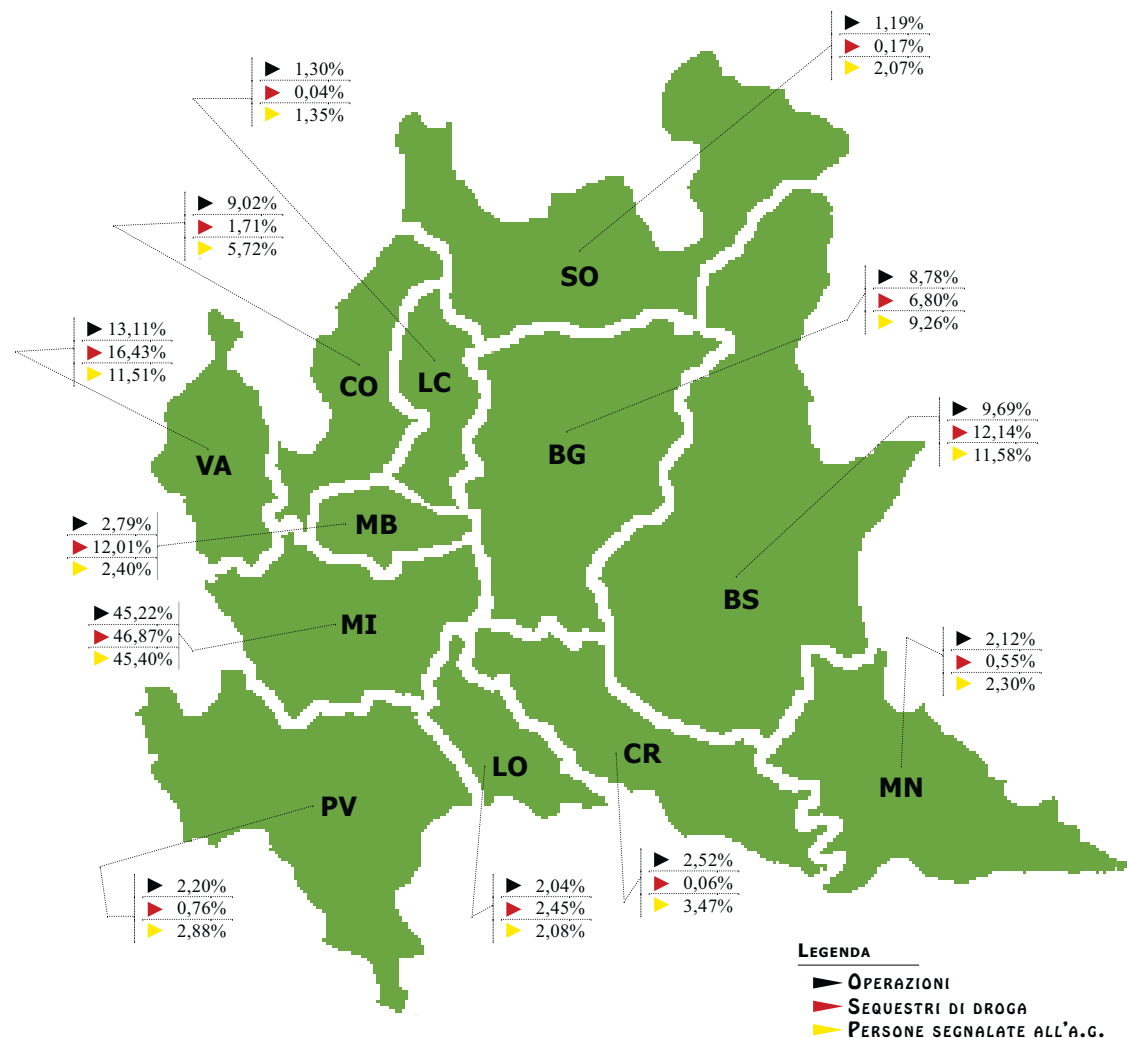 1,19%
0,17%
2,07%
1,30%
0,04%
1,35%
9,02%
1,71%
5,72%
SO
8,78%
6,80%
9,26%
13,11%
16,43%
11,51%
CO
LC
9,69%
12,14%
11,58%
VA
BG
2,79%
12,01%
2,40%
MB
BS
45,22%
46,87%
45,40%
MI
2,12%
0,55%
2,30%
CR
LO
MN
PV
2,20%
0,76%
2,88%
2,04%
2,45%
2,08%
2,52%
0,06%
3,47%
LEGENDA
OPERAZIONI
SEQUESTRI DI DROGA
PERSONE SEGNALATE ALL'A.G.